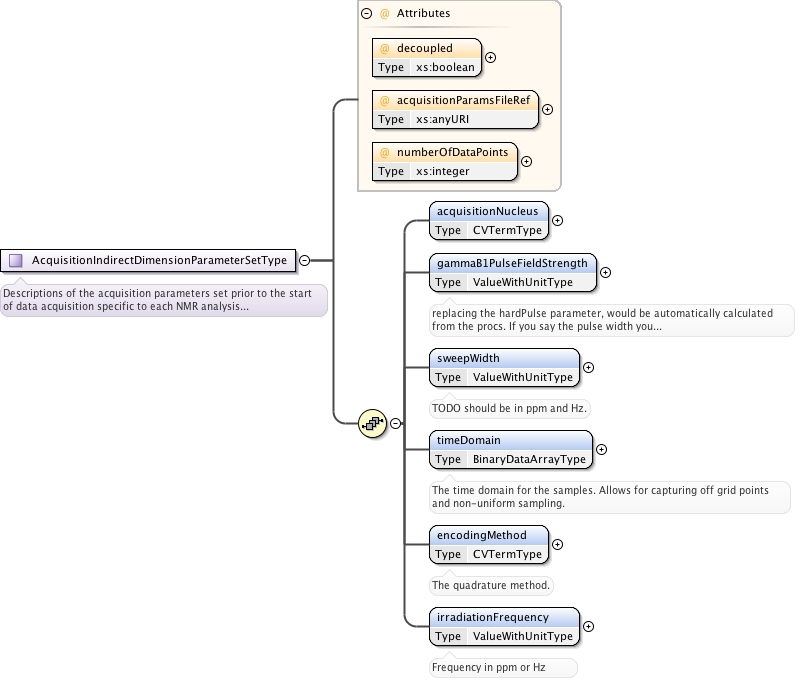 @ Attributes
@ decoupled
Type xs:boolean
@ acquisitionParamsFileRef
Type xs:anyURI
@ numberOfDataPoints
Type xs:integer
acquisitionNucleus
Type CVTermType
gammaB1PulseFieldStrength
Type ValueWithUnitType
AcquisitionIndirectDimensionParameterSetType
Descriptions of the acquisition parameters set prior to the start
of data acquisition specific to each NMR analysis...
replacing the hardPulse parameter, would be automatically calculated
from the procs. If you say the pulse width you...
sweepWidth
Type ValueWithUnitType
TODO should be in ppm and Hz.
timeDomain
Type BinaryDataArrayType
The time domain for the samples. Allows for capturing off grid points
and non-uniform sampling.
encodingMethod
Type CVTermType
The quadrature method.
irradiationFrequency
Type ValueWithUnitType
Frequency in ppm or Hz